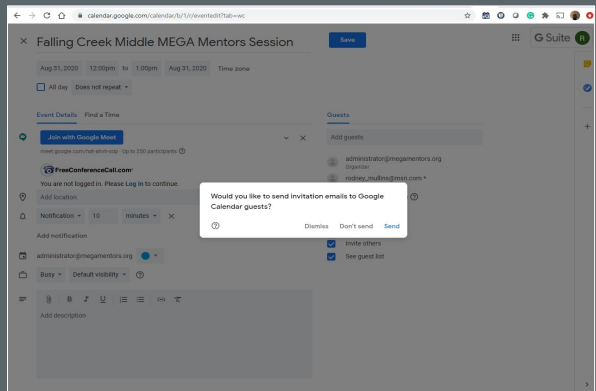 calendar.google.com/calendar/b/1/r/eventedit?tab=wc
Falling Creek Middle MEGA Mentors Session
Save
G Suite
R
Aug 31, 2020 12:00pm to 1:00pm Aug 31, 2020 Time zone
All day Does not repeat
Event Details Find a Time
Guests
Join with Google Meet
Add guests
Up to 250 participants
administrator@megamentors.org
Organizer
FreeConferenceCall.com
rodney_mullins@msn.com *
You are not logged in. Please Log in to continue.
Add location
Would you like to send invitation emails to Google
Calendar guests?
Dismiss Don't send Send
Notification 10 minutes
Add notification
Invite others
administrator@megamentors.org
See guest list
Busy Default visibility
B I U
Add description